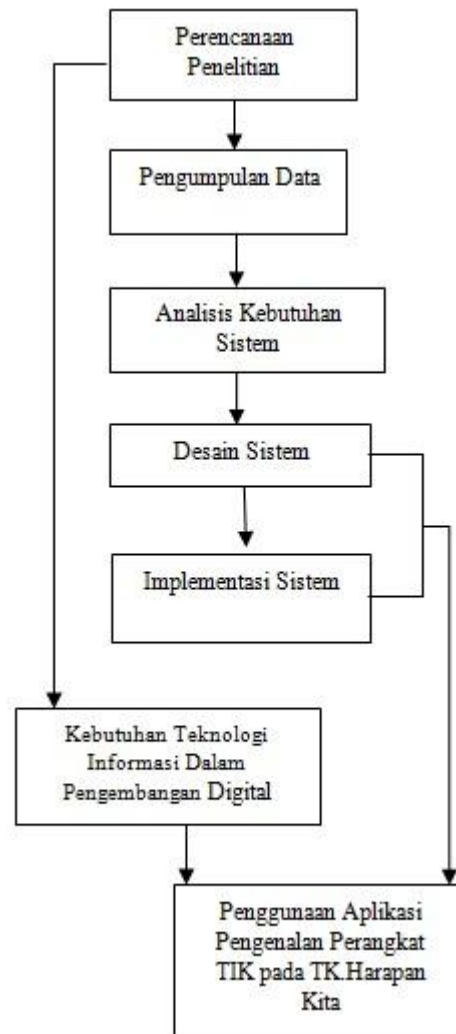 Perencanaan
Penelitian
Pengumpulan Data
Analisis Kebutuhan
Sistem
Desain Sistem
Implementasi Sistem
Kebutuhan Teknologi
Informasi Dalam
Pengembangan Digital
Penggunaan Aplikasi
Pengenalan Perangkat
TIK pada TK.Harapan
Kita